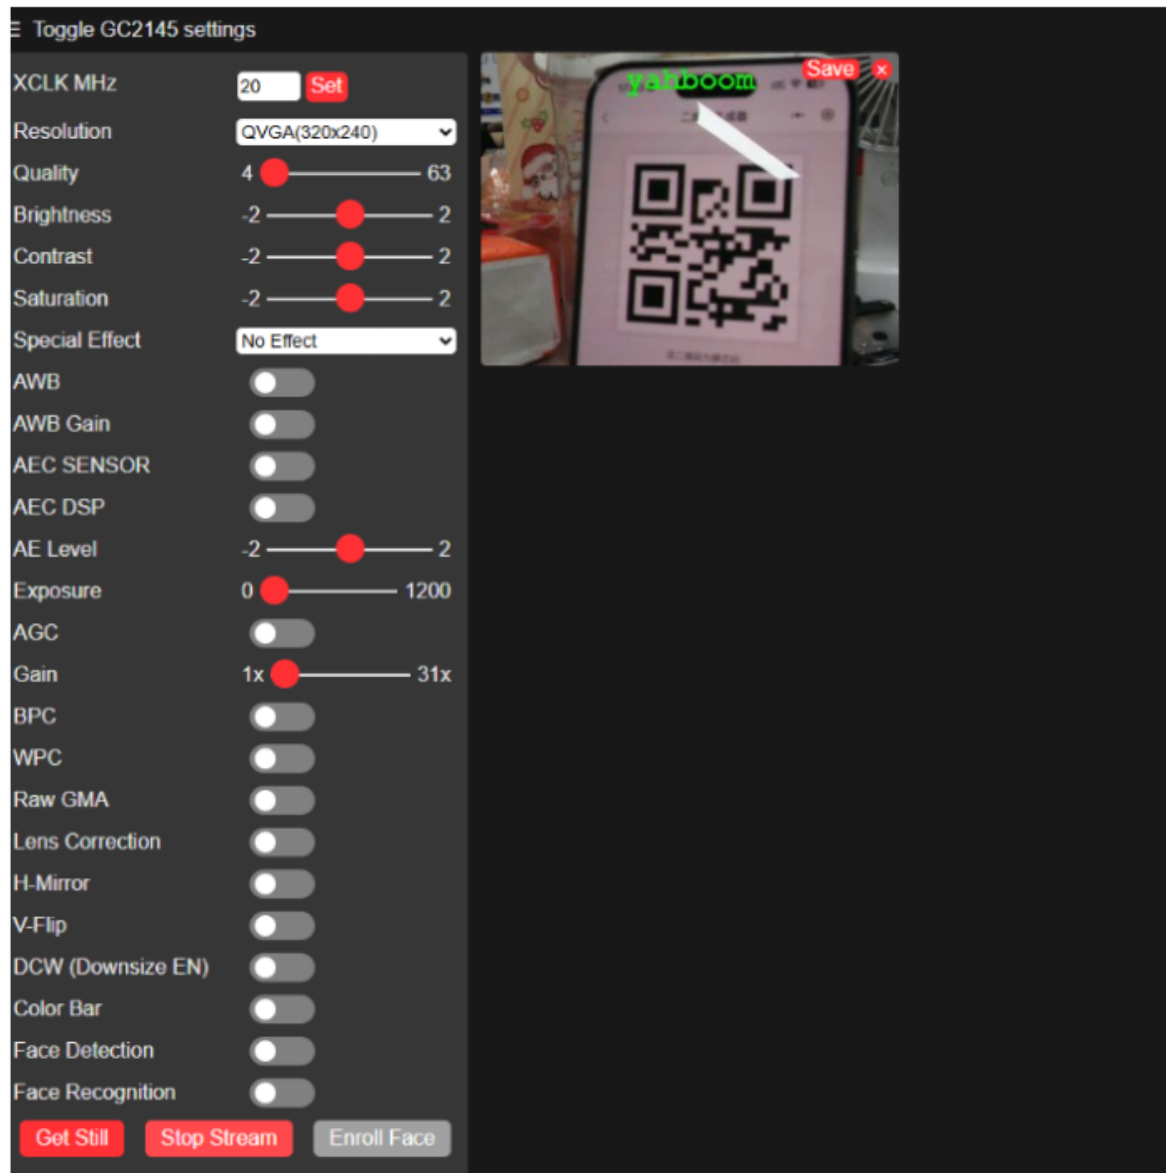 ☰ Toggle GC2145 settings
XCLK MHz 20 Set
Resolution QVGA(320x240)
Quality 4 63
Brightness -2 2
Contrast -2 2
Saturation -2 2
Special Effect No Effect
AWB
AWB Gain
AEC SENSOR
AEC DSP
AE Level -2 2
Exposure 0 1200
AGC
Gain 1x 31x
BPC
WPC
Raw GMA
Lens Correction
H-Mirror
V-Flip
DCW (Downsize EN)
Color Bar
Face Detection
Face Recognition
Get Still Stop Stream Enroll Face
yahboom
Save ×